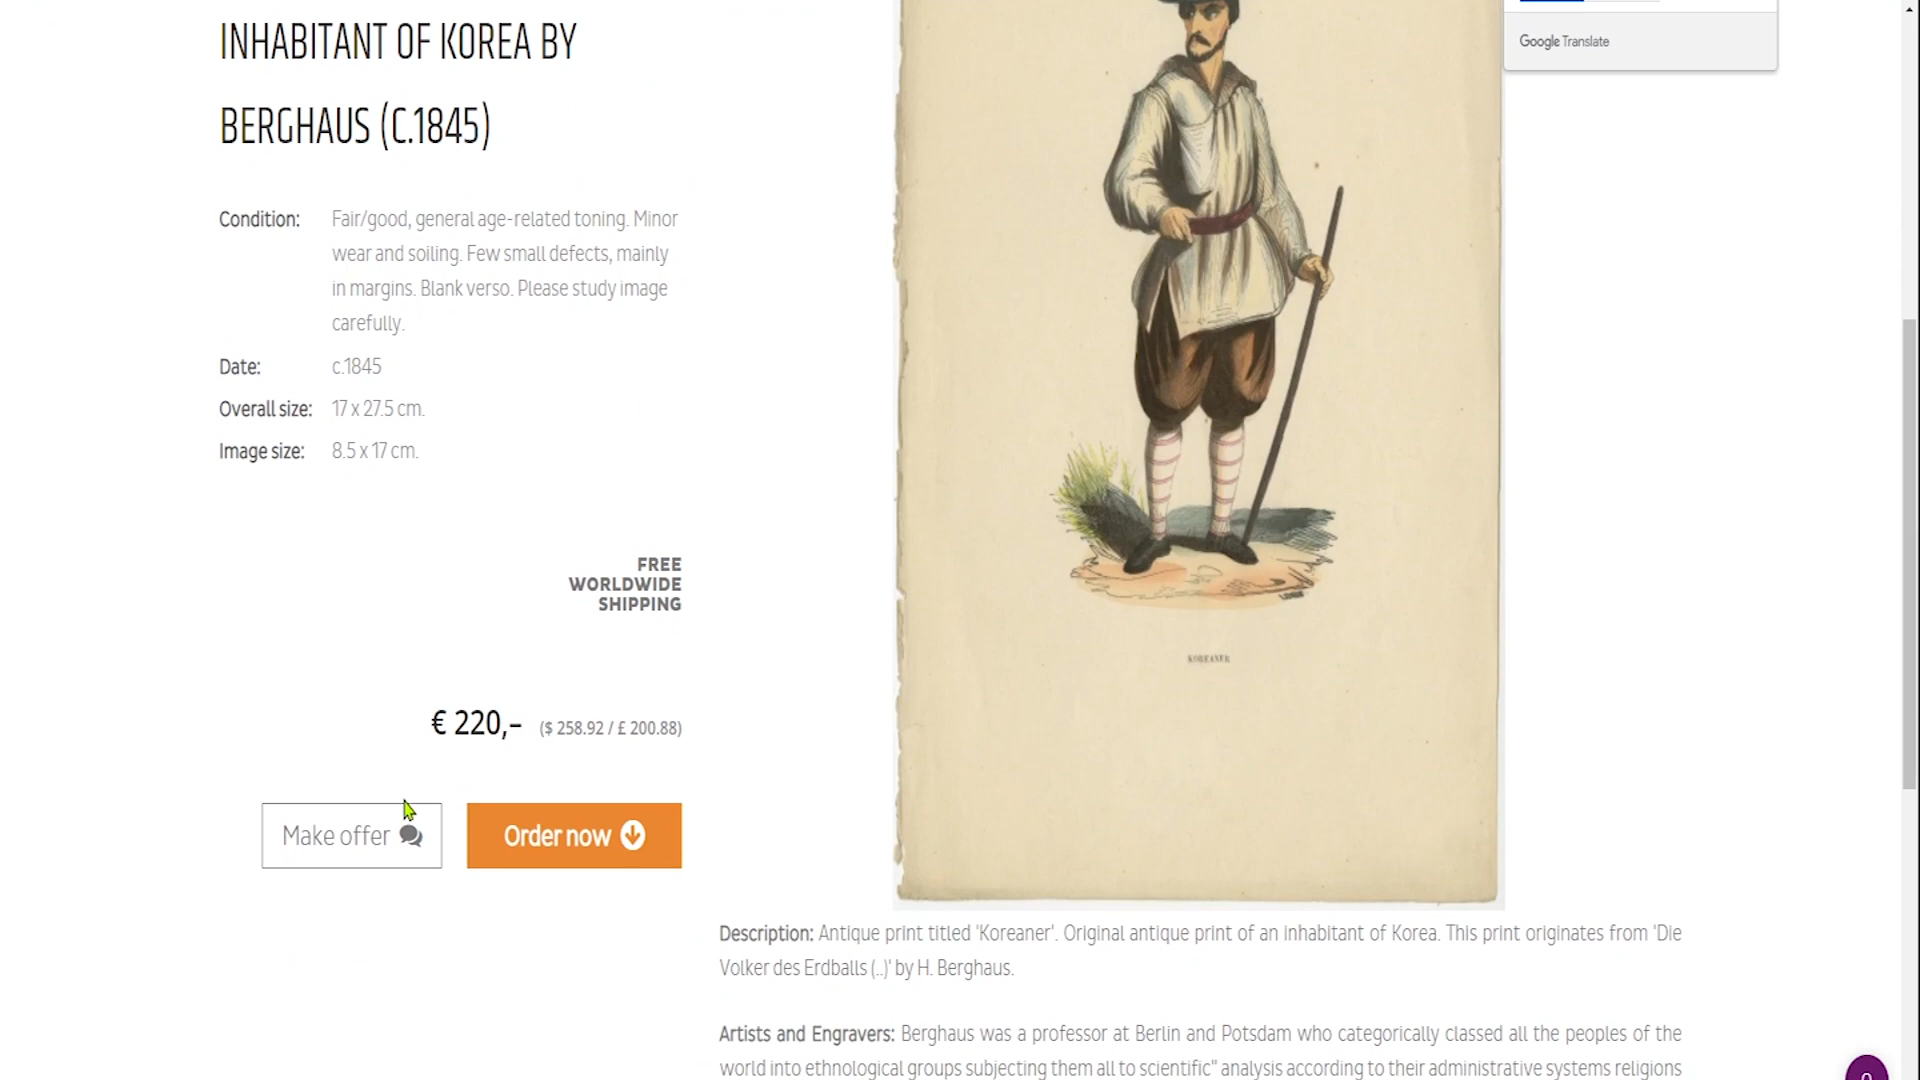 INHABITANT OF KOREA BY
BERGHAUS (C.1845)
Condition: Fair/good, general age-related toning. Minor
wear and soiling. Few small defects, mainly
in margins. Blank verso. Please study image
carefully.
Date: c.1845
Overall size: 17 x 27.5 cm.
Image size: 8.5 x 17 cm.
FREE
WORLDWIDE
SHIPPING
€ 220,- ($ 258.92 / £ 200.88)
Make offer
Order now
Google Translate
KOREANER
Description: Antique print titled 'Koreaner'. Original antique print of an inhabitant of Korea. This print originates from 'Die
Volker des Erdballs (..)' by H. Berghaus.
Artists and Engravers: Berghaus was a professor at Berlin and Potsdam who categorically classed all the peoples of the
world into ethnological groups subjecting them all to scientific" analysis according to their administrative systems religions